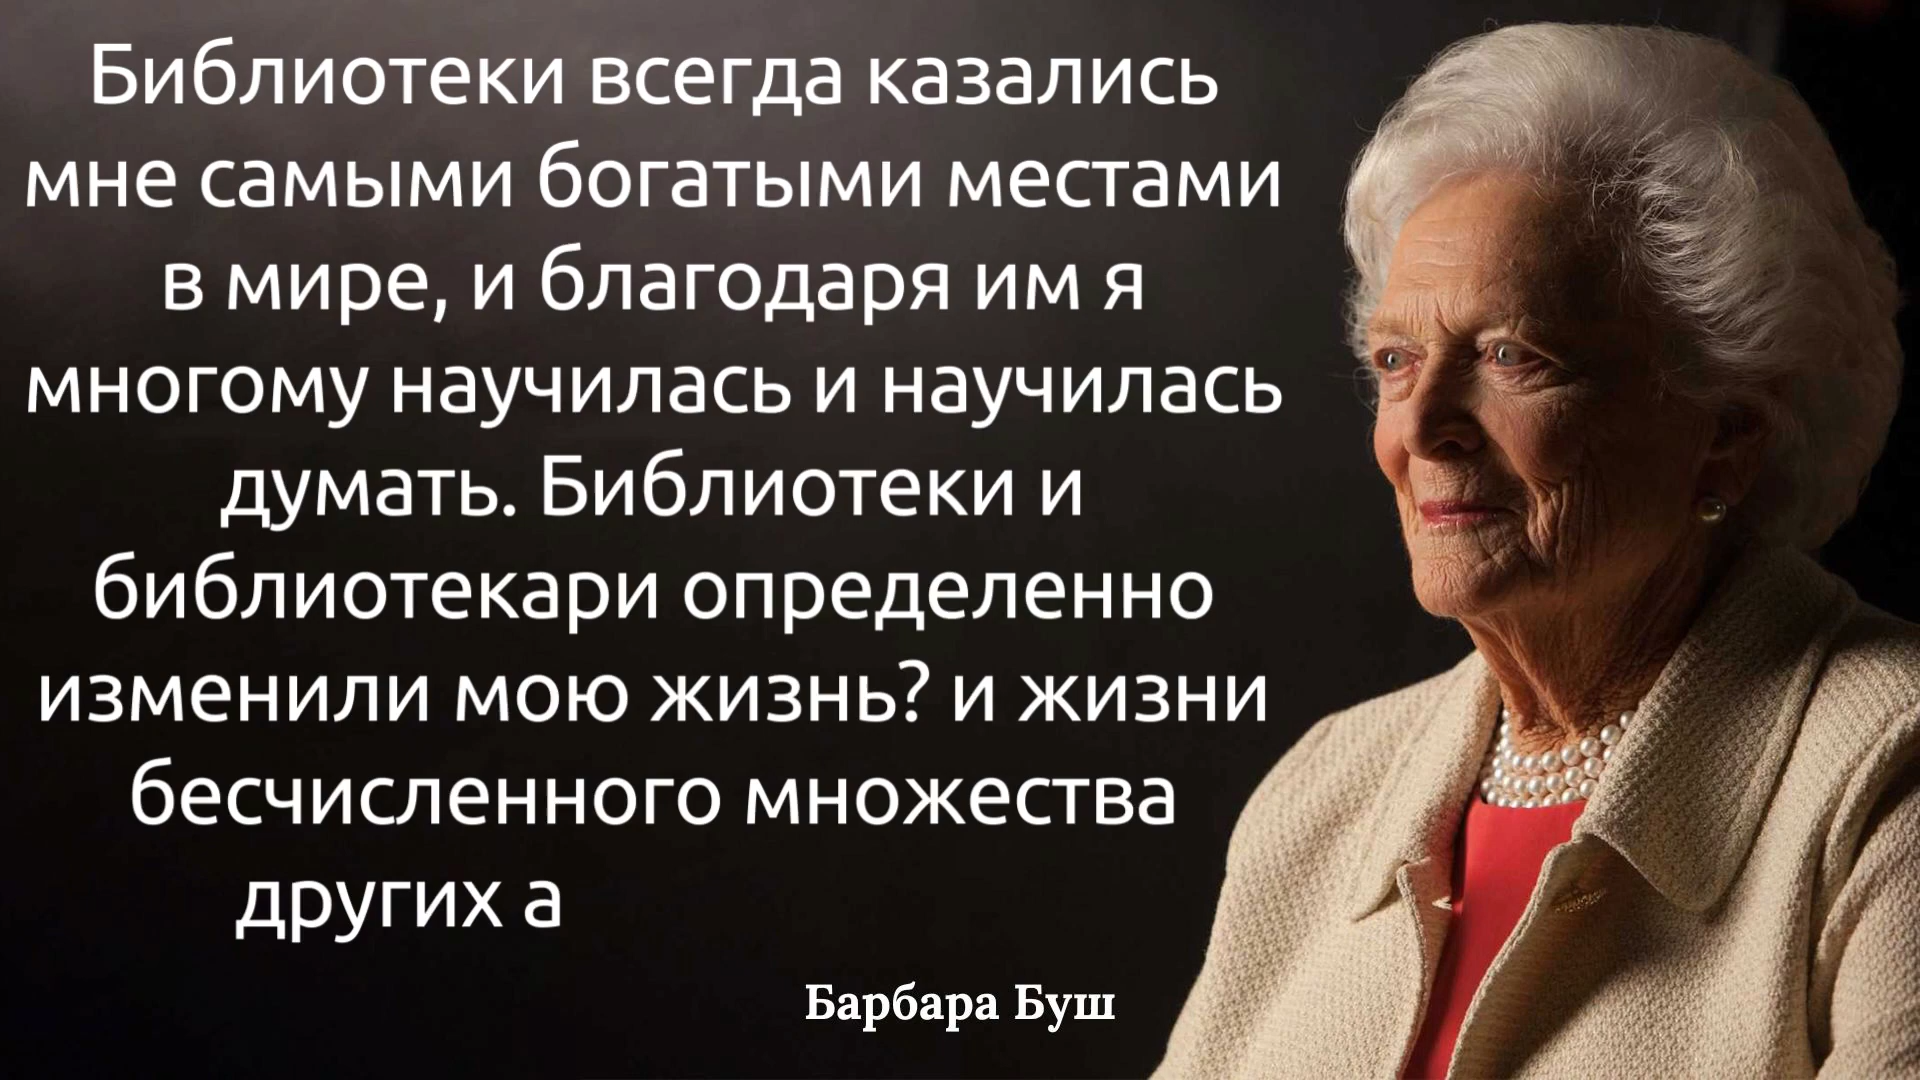 Библиотеки всегда казались
мне самыми богатыми местами
в мире, и благодаря им я
многому научилась и научилась
думать. Библиотеки и
библиотекари определенно
изменили мою жизнь? и жизни
бесчисленного множества
других а
Барбара Буш